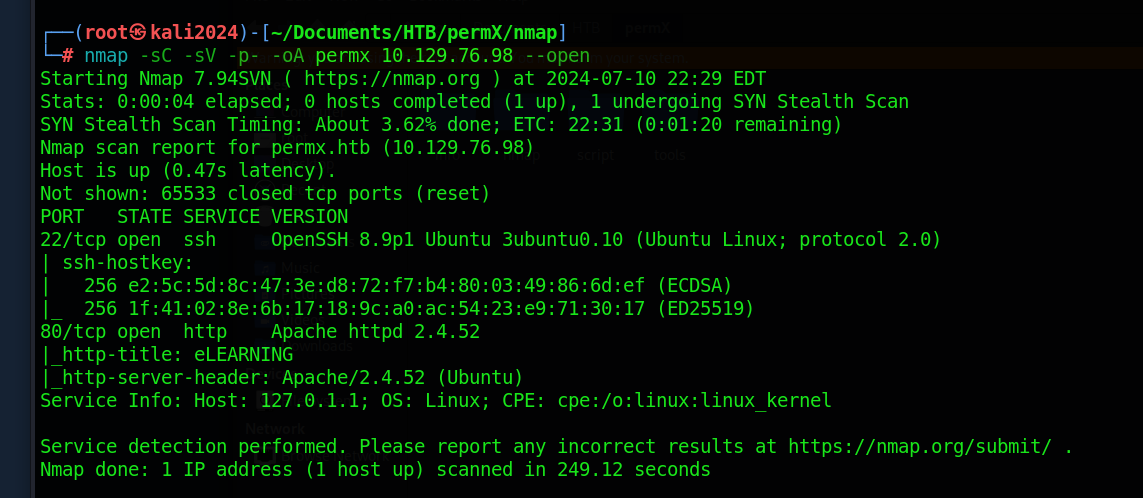 ┌──(root㉿kali2024)-[~/Documents/HTB/permX/nmap]
└─# nmap -sC -sV -p- -oA permx 10.129.76.98 --open
Starting Nmap 7.94SVN ( https://nmap.org ) at 2024-07-10 22:29 EDT
Stats: 0:00:04 elapsed; 0 hosts completed (1 up), 1 undergoing SYN Stealth Scan
SYN Stealth Scan Timing: About 3.62% done; ETC: 22:31 (0:01:20 remaining)
Nmap scan report for permx.htb (10.129.76.98)
Host is up (0.47s latency).
Not shown: 65533 closed tcp ports (reset)
PORT   STATE SERVICE VERSION
22/tcp open  ssh     OpenSSH 8.9p1 Ubuntu 3ubuntu0.10 (Ubuntu Linux; protocol 2.0)
| ssh-hostkey:
|   256 e2:5c:5d:8c:47:3e:d8:72:f7:b4:80:03:49:86:6d:ef (ECDSA)
|_  256 1f:41:02:8e:6b:17:18:9c:a0:ac:54:23:e9:71:30:17 (ED25519)
80/tcp open  http    Apache httpd 2.4.52
|_http-title: eLEARNING
|_http-server-header: Apache/2.4.52 (Ubuntu)
Service Info: Host: 127.0.1.1; OS: Linux; CPE: cpe:/o:linux:linux_kernel

Service detection performed. Please report any incorrect results at https://nmap.org/submit/ .
Nmap done: 1 IP address (1 host up) scanned in 249.12 seconds